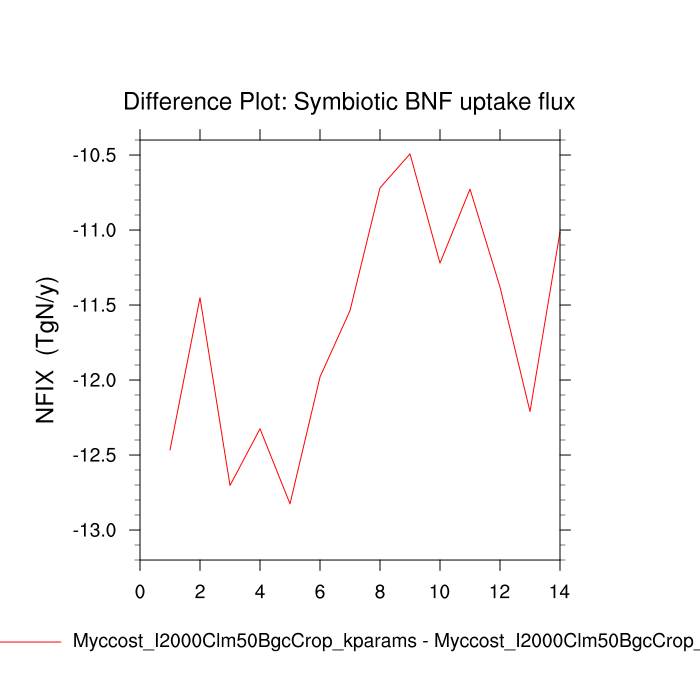 Difference Plot: Symbiotic BNF uptake flux
NFIX (TgN/y)
-10.5
-11.0
-11.5
-12.0
-12.5
-13.0
0 2 4 6 8 10 12 14
Myccost_I2000Clm50BgcCrop_kparams - Myccost_I2000Clm50BgcCrop_